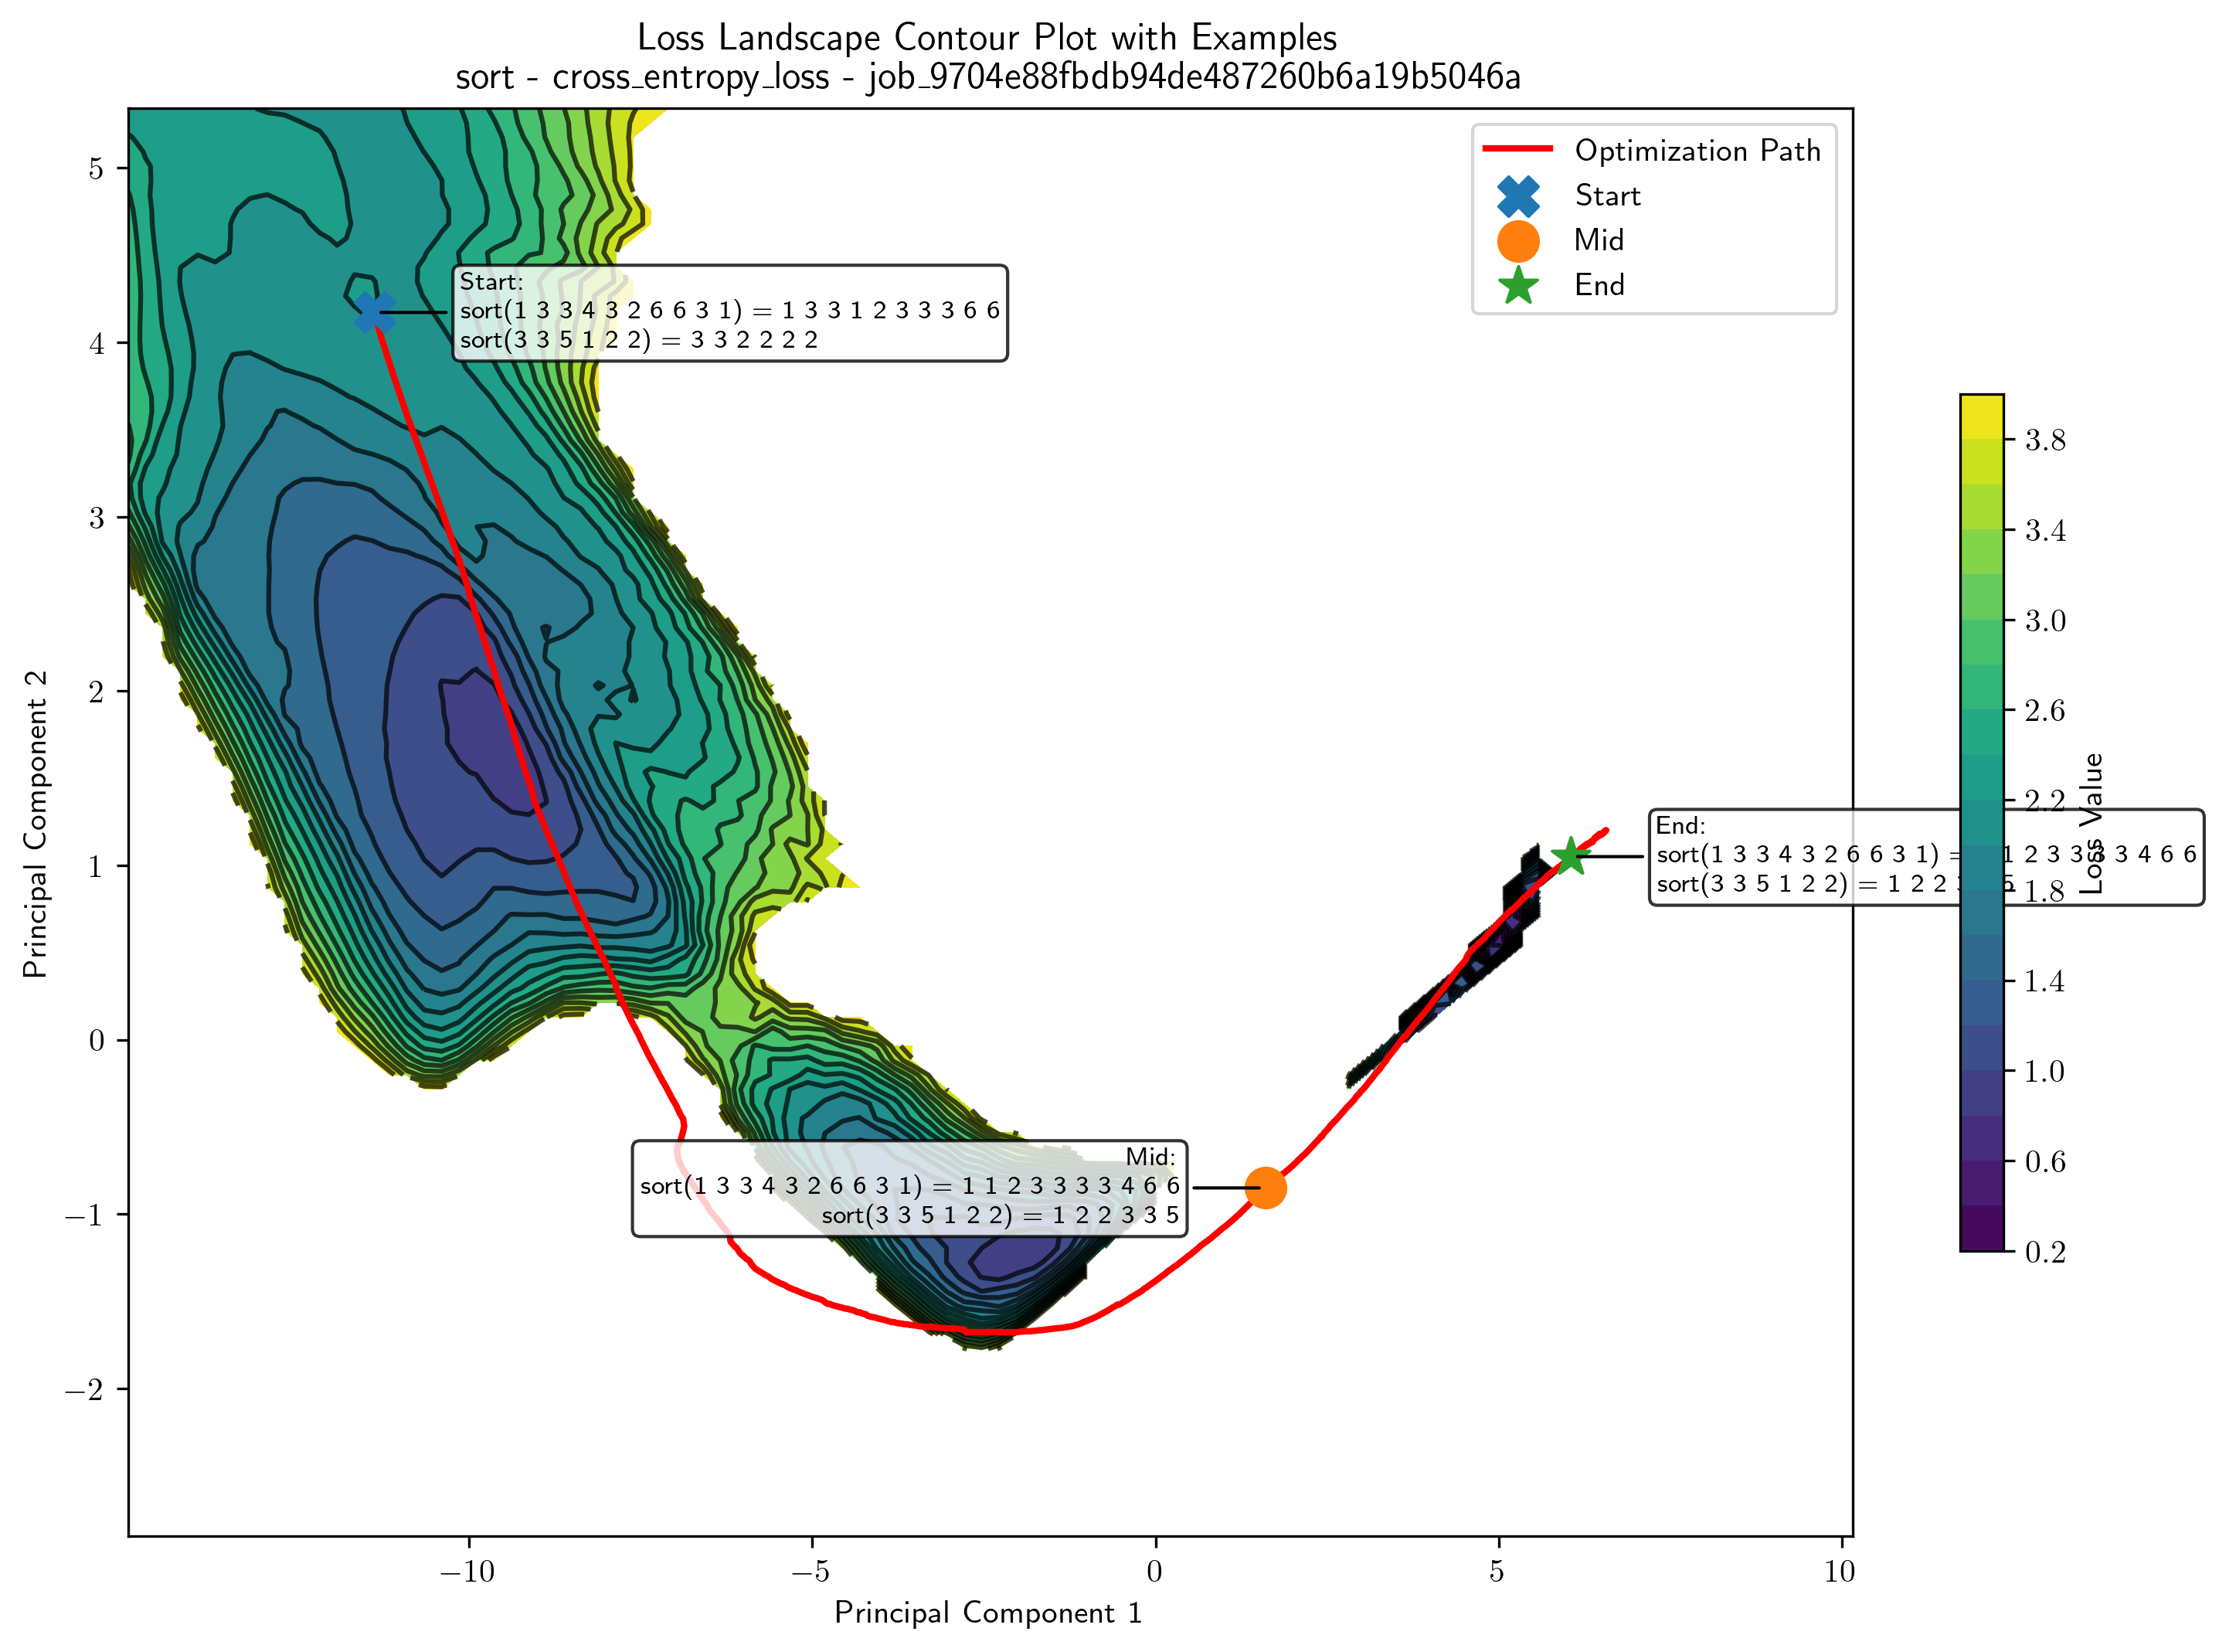 Loss Landscape Contour Plot with Examples
sort - cross_entropy_loss - job_9704e88fbdb94de487260b6a19b5046a
Optimization Path
Start
Mid
End
Start:
sort(1 3 3 4 3 2 6 6 3 1) = 1 3 3 1 2 3 3 3 6 6
sort(3 3 5 1 2 2) = 3 3 2 2 2 2
Mid:
sort(1 3 3 4 3 2 6 6 3 1) = 1 1 2 3 3 3 3 4 6 6
sort(3 3 5 1 2 2) = 1 2 2 3 3 5
End:
sort(1 3 3 4 3 2 6 6 3 1) = 1 2 3 3 3 3 4 6 6
sort(3 3 5 1 2 2) = 1 2 2 3
5
4
3
2
1
0
−1
−2
−10
−5
0
5
10
Principal Component 1
Principal Component 2
3.8
3.4
3.0
2.6
2.2
1.8
1.4
1.0
0.6
0.2
Loss Value